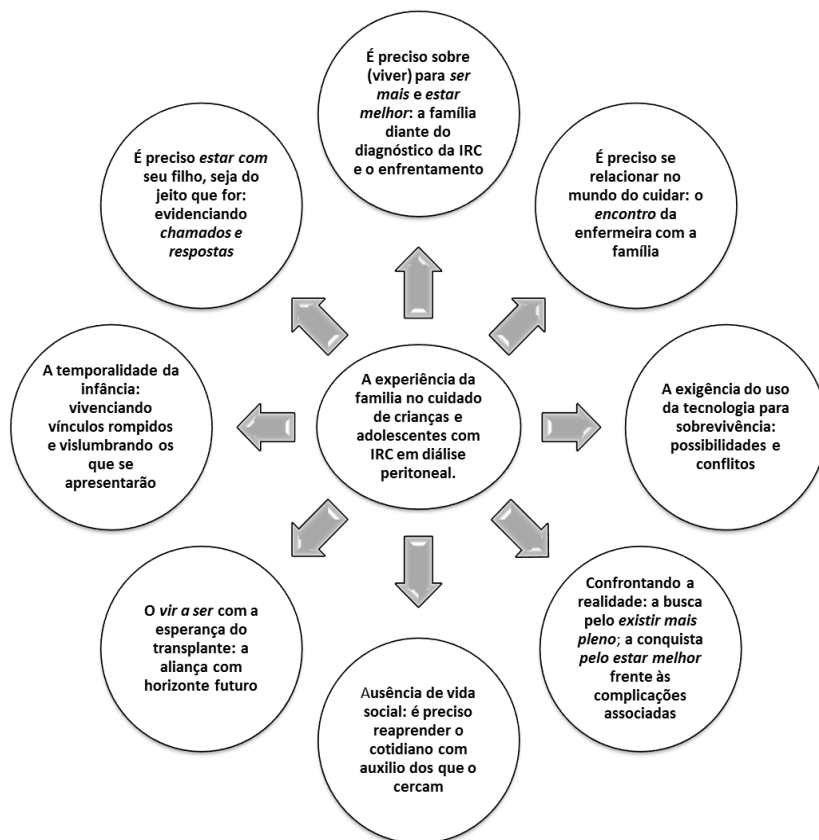 É preciso sobre
(viver) para ser
mais e estar
melhor: a família
diante do
diagnóstico da IRC
e o enfrentamento
É preciso estar com
seu filho, seja do
jeito que for:
evidenciando
chamados e
respostas
É preciso se
relacionar no
mundo do cuidar: o
encontro da
enfermeira com a
família
A temporalidade da
infância:
vivenciando
vínculos rompidos
e vislumbrando os
que se
apresentarão
A experiência da
familia no cuidado
de crianças e
adolescentes com
IRC em diálise
peritoneal.
A exigência do uso
da tecnologia para
sobrevivência:
possibilidades e
conflitos
O vir a ser com a
esperança do
transplante: a
aliança com
horizonte futuro
Confrontando a
realidade: a busca
pelo existir mais
pleno; a conquista
pelo estar melhor
frente às
complicações
associadas
Ausência de vida
social: é preciso
reaprender o
cotidiano com
auxilio dos que o
cercam